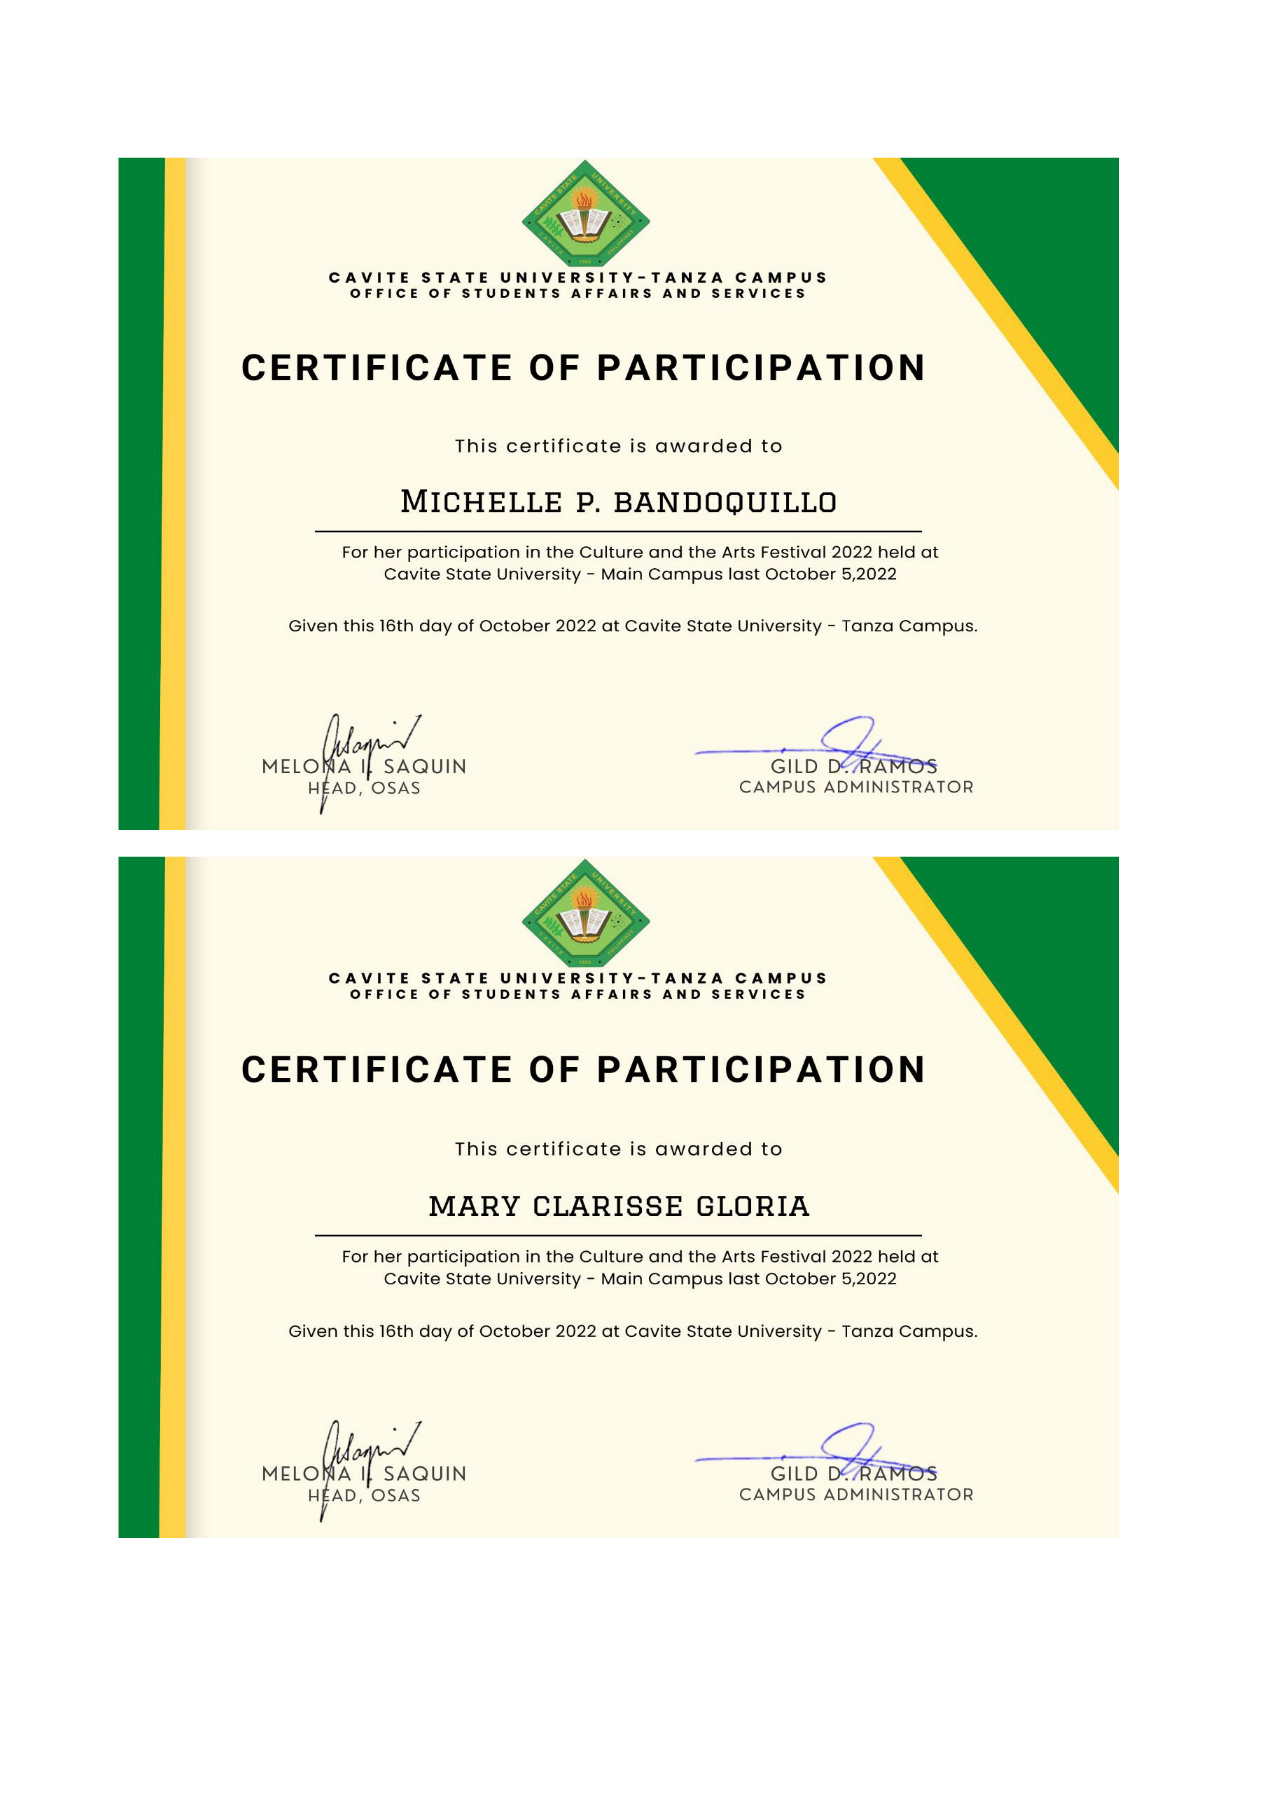 CAVITE STATE UNIVERSITY
CAVITE PHILIPPINES
1906
CAVITE STATE UNIVERSITY-TANZA CAMPUS
OFFICE OF STUDENTS AFFAIRS AND SERVICES
CERTIFICATE OF PARTICIPATION
This certificate is awarded to
MICHELLE P. BANDOQUILLO
For her participation in the Culture and the Arts Festival 2022 held at
Cavite State University - Main Campus last October 5,2022
Given this 16th day of October 2022 at Cavite State University - Tanza Campus.
MELONA I. SAQUIN
HEAD, OSAS
GILD D. RAMOS
CAMPUS ADMINISTRATOR
CAVITE STATE UNIVERSITY
CAVITE PHILIPPINES
1906
CAVITE STATE UNIVERSITY-TANZA CAMPUS
OFFICE OF STUDENTS AFFAIRS AND SERVICES
CERTIFICATE OF PARTICIPATION
This certificate is awarded to
MARY CLARISSE GLORIA
For her participation in the Culture and the Arts Festival 2022 held at
Cavite State University - Main Campus last October 5,2022
Given this 16th day of October 2022 at Cavite State University - Tanza Campus.
MELONA I. SAQUIN
HEAD, OSAS
GILD D. RAMOS
CAMPUS ADMINISTRATOR